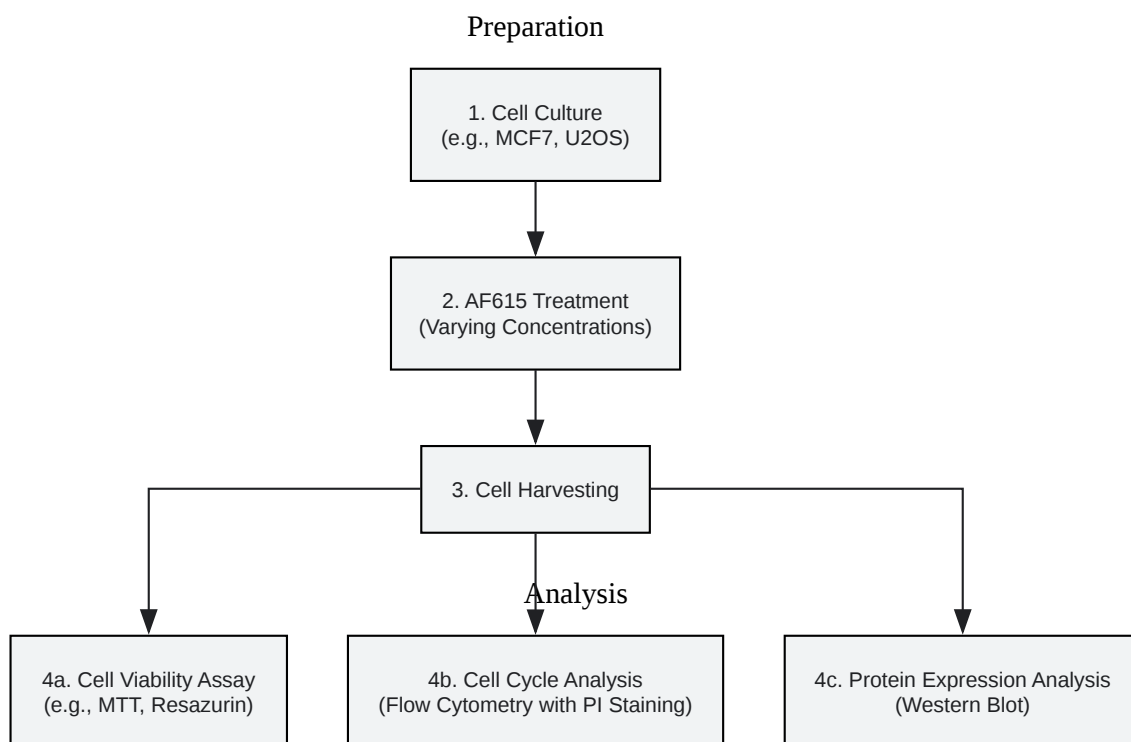 Preparation
1. Cell Culture
(e.g., MCF7, U2OS)
2. AF615 Treatment
(Varying Concentrations)
3. Cell Harvesting
Analysis
4a. Cell Viability Assay
(e.g., MTT, Resazurin)
4b. Cell Cycle Analysis
(Flow Cytometry with PI Staining)
4c. Protein Expression Analysis
(Western Blot)